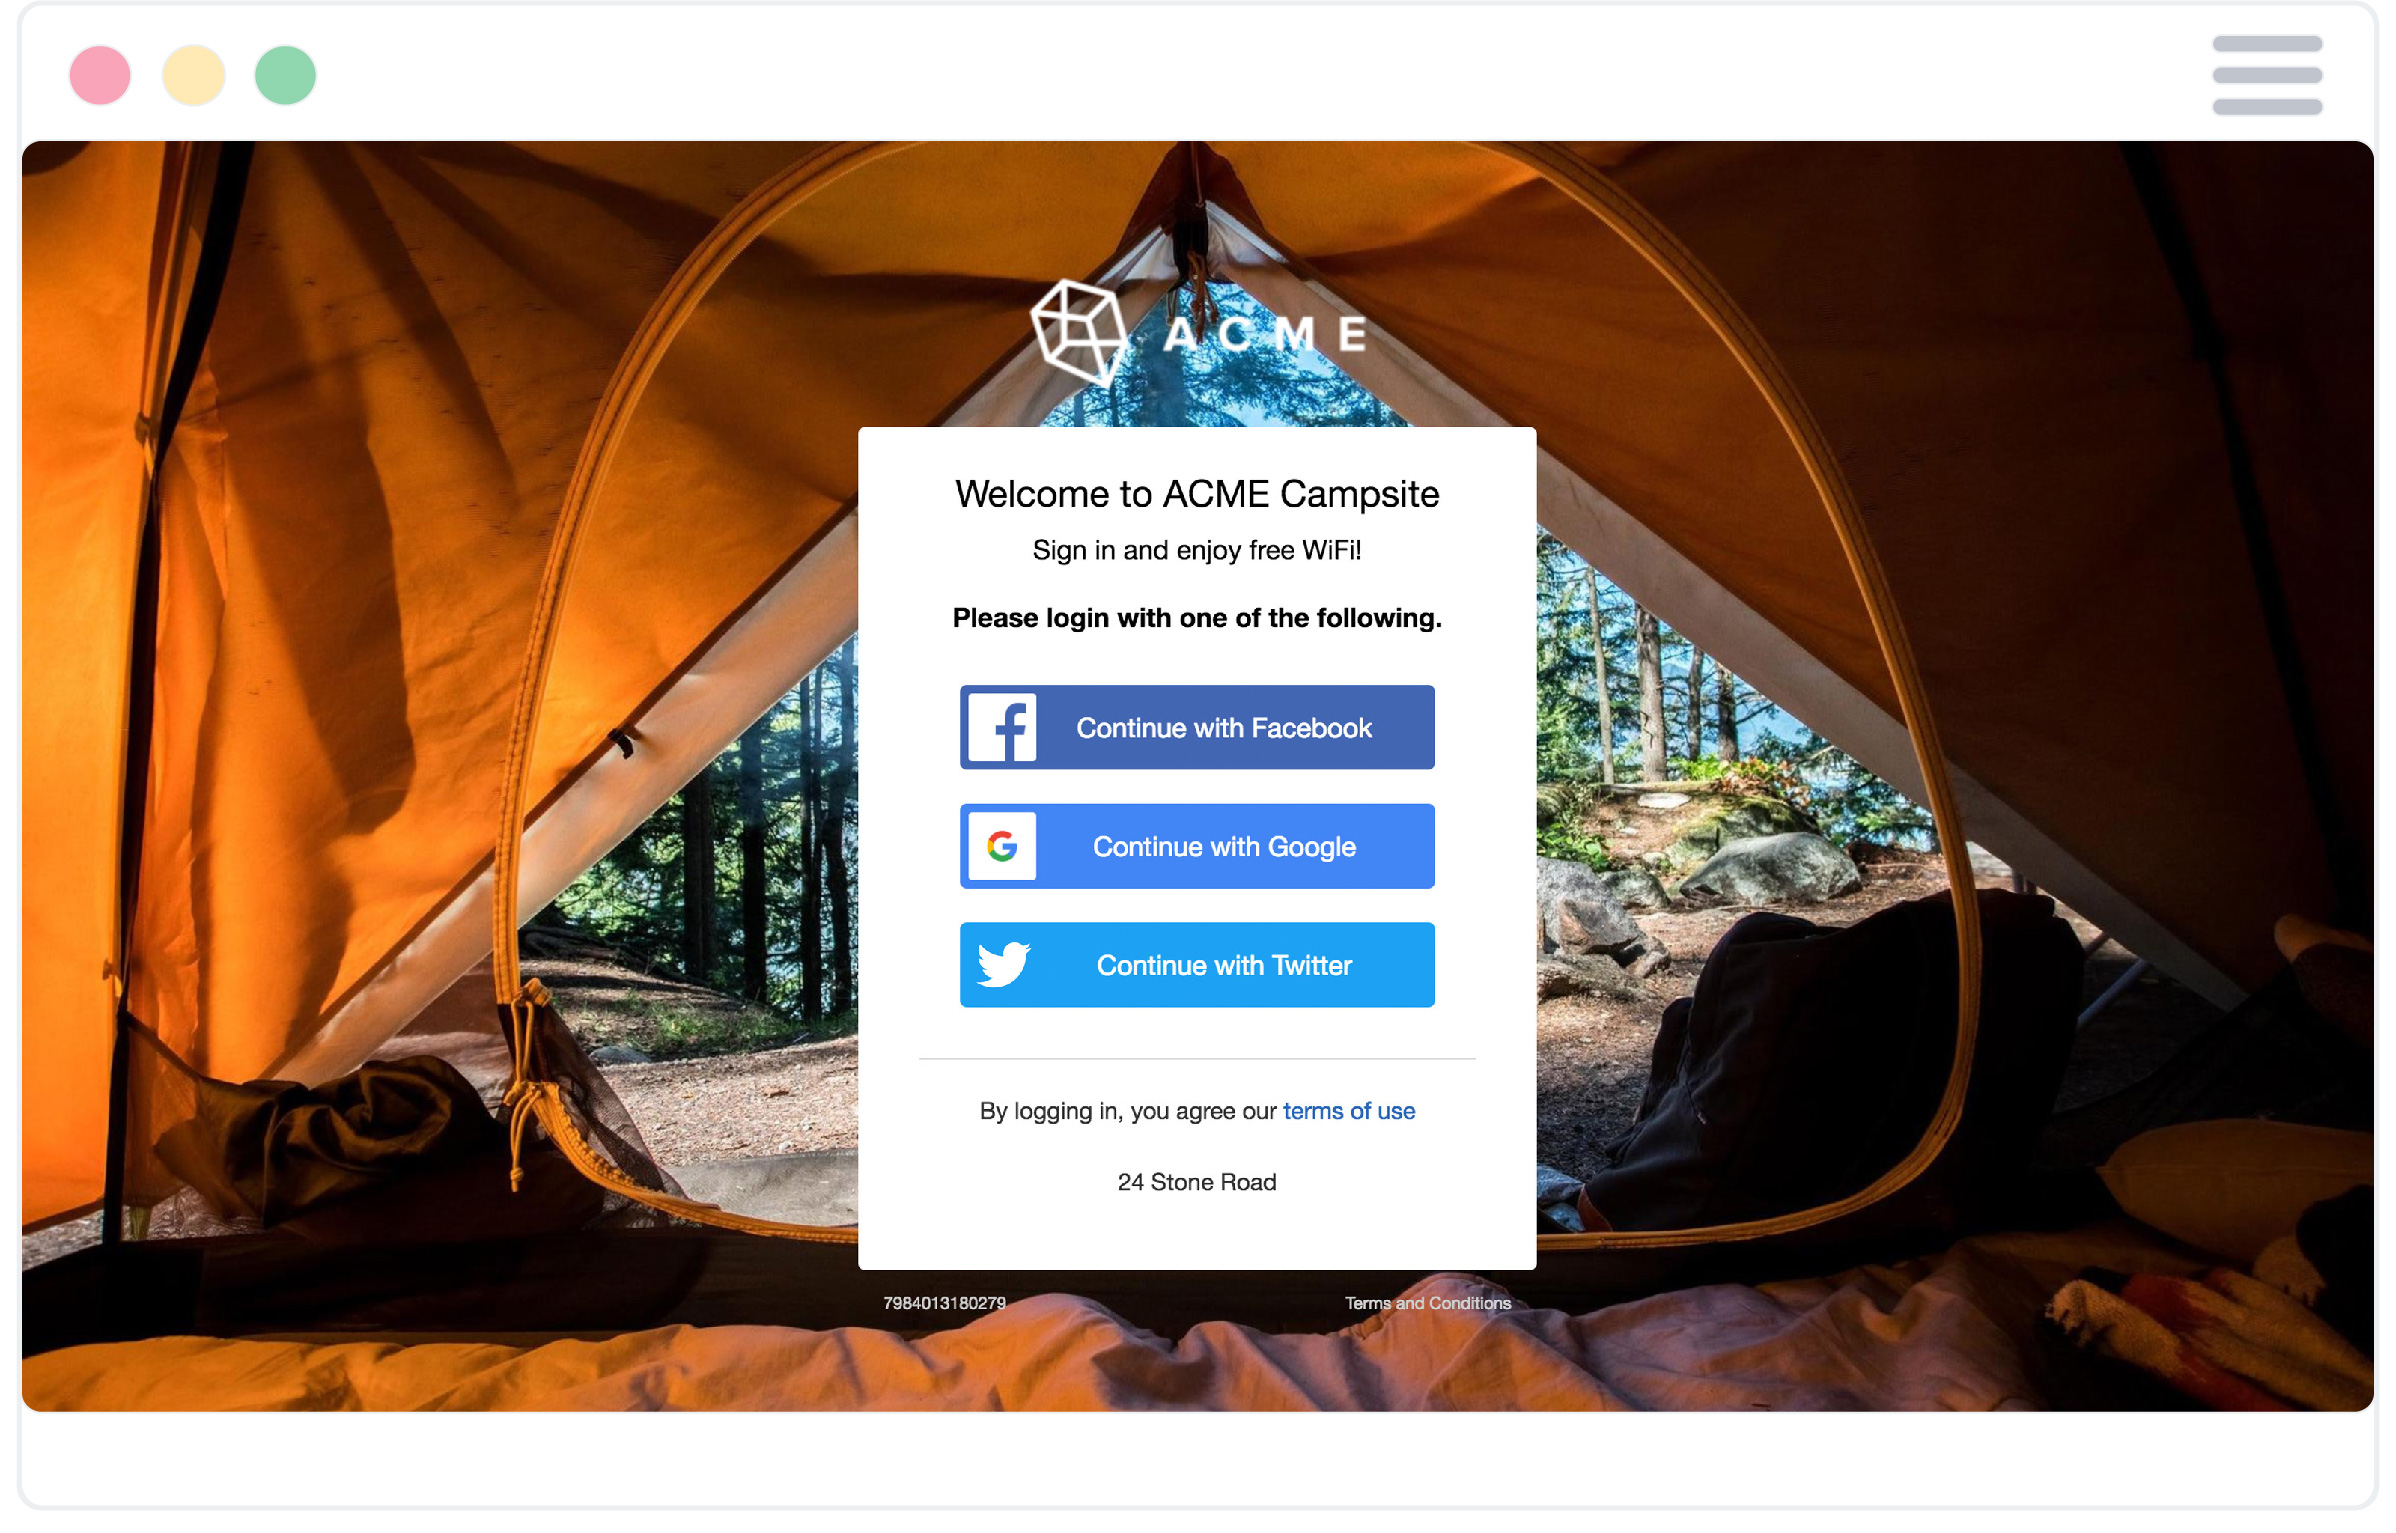 ACME
Welcome to ACME Campsite
Sign in and enjoy free WiFi!
Please login with one of the following.
Continue with Facebook
Continue with Google
Continue with Twitter
By logging in, you agree our terms of use
24 Stone Road
7984013180279 Terms and Conditions